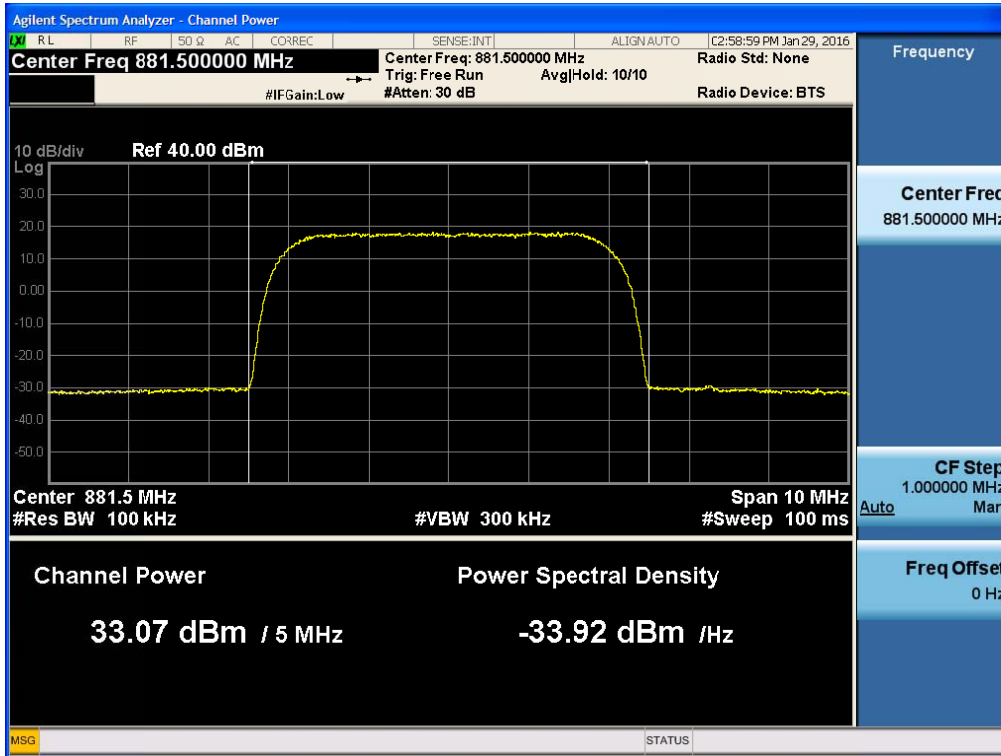 Agilent Spectrum Analyzer - Channel Power
LXI RL RF 50 Ω AC CORREC SENSE:INT ALIGN AUTO 02:58:59 PM Jan 29, 2016
Center Freq 881.500000 MHz
Center Freq: 881.500000 MHz
Radio Std: None
Trig: Free Run Avg|Hold: 10/10
#IFGain:Low
#Atten: 30 dB
Radio Device: BTS
10 dB/div Ref 40.00 dBm
Log
30.0
20.0
10.0
0.00
-10.0
-20.0
-30.0
-40.0
-50.0
Center 881.5 MHz
Span 10 MHz
#Res BW 100 kHz
#VBW 300 kHz
#Sweep 100 ms
Channel Power
Power Spectral Density
33.07 dBm / 5 MHz
-33.92 dBm /Hz
MSG
STATUS
Frequency
Center Freq
881.500000 MHz
CF Step
1.000000 MHz
Auto Man
Freq Offset
0 Hz